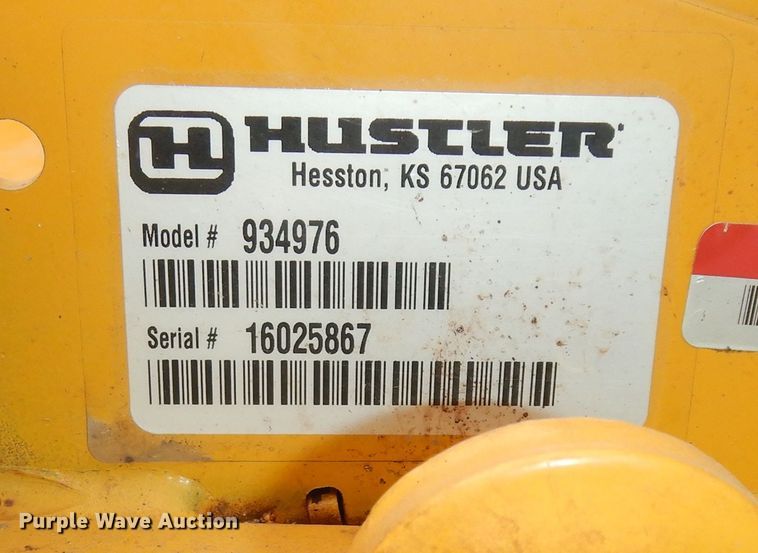 H HUSTLER
Hesston, KS 67062 USA
Model # 934976
Serial # 16025867
Purple Wave Auction